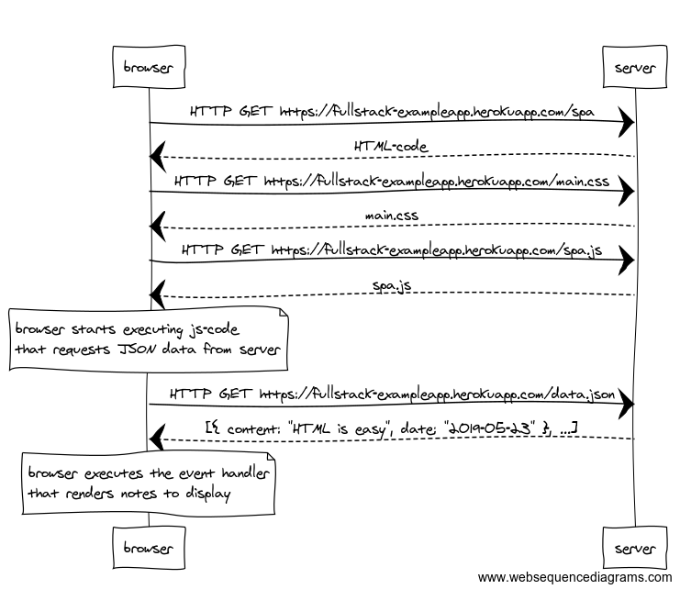 browser
server
HTTP GET https://fullstack-exampleapp.herokuapp.com/spa
HTML-code
HTTP GET https://fullstack-exampleapp.herokuapp.com/main.css
main.css
HTTP GET https://fullstack-exampleapp.herokuapp.com/spa.js
spa.js
browser starts executing js-code
that requests JSON data from server
HTTP GET https://fullstack-exampleapp.herokuapp.com/data.json
[{ content: "HTML is easy", date: "2019-05-23" }, ...]
browser executes the event handler
that renders notes to display
browser
server
www.websequencediagrams.com